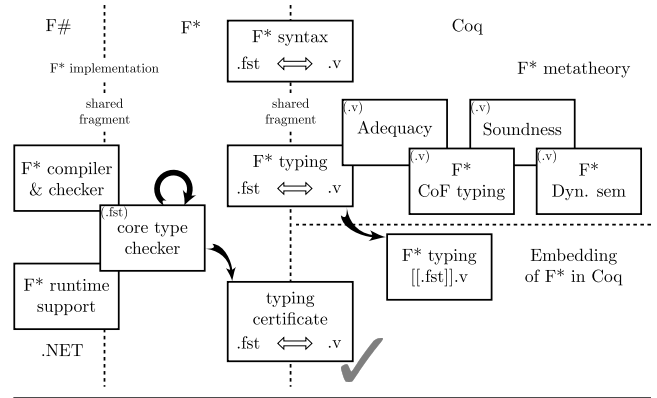 F#
F*
Coq
F* syntax
.fst ⇔ .v
F* implementation
F* metatheory
shared
fragment
shared
fragment
(.v)
Adequacy
(.v)
Soundness
F* compiler
& checker
F* typing
.fst ⇔ .v
(.v)
F*
CoF typing
(.v)
F*
Dyn. sem
(.fst)
core type
checker
F* typing
[[.fst]].v
Embedding
of F* in Coq
F* runtime
support
typing
certificate
.fst ⇔ .v
.NET